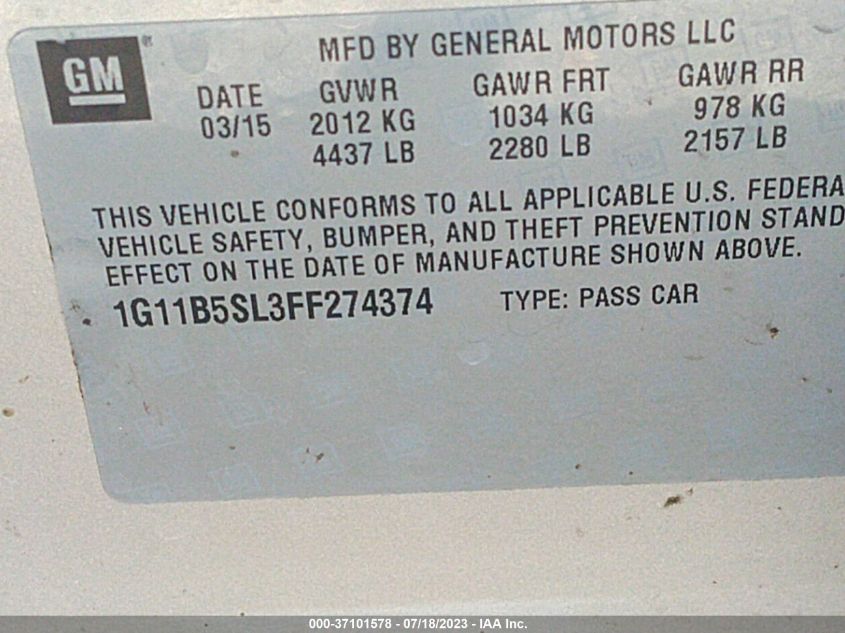 GM
MFD BY GENERAL MOTORS LLC
DATE GVWR GAWR FRT GAWR RR
03/15 2012 KG 1034 KG 978 KG
4437 LB 2280 LB 2157 LB
THIS VEHICLE CONFORMS TO ALL APPLICABLE U.S. FEDERA
VEHICLE SAFETY, BUMPER, AND THEFT PREVENTION STAND
EFFECT ON THE DATE OF MANUFACTURE SHOWN ABOVE.
1G11B5SL3FF274374 TYPE: PASS CAR
000-37101578 - 07/18/2023 - IAA Inc.